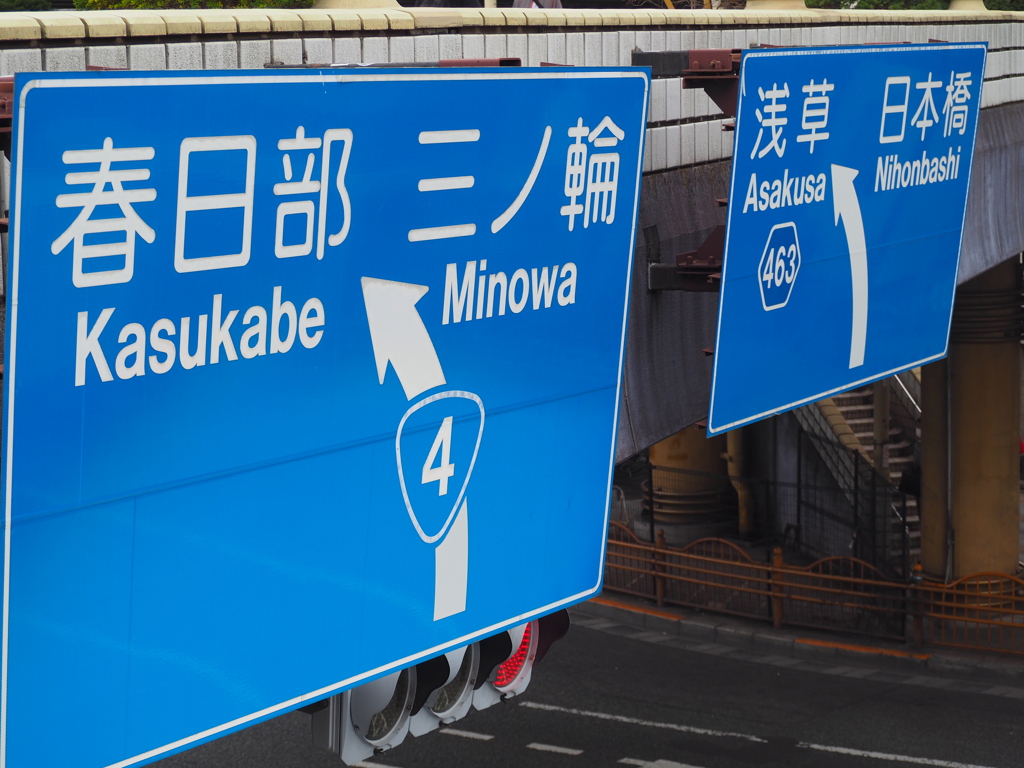 春日部 三ノ輪
Kasukabe Minowa
4
浅草 日本橋
Asakusa Nihonbashi
463